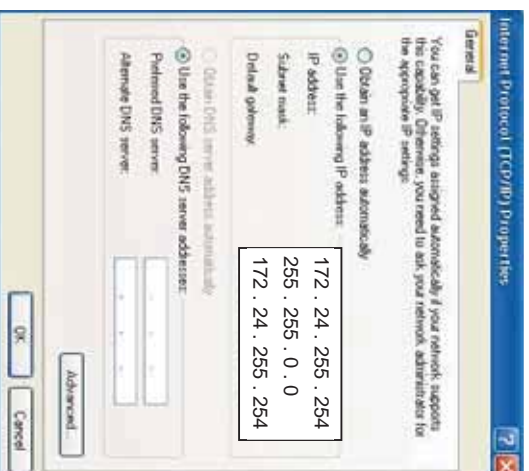 Internet Protocol (TCP/IP) Properties
General
You can get IP settings assigned automatically if your network supports
this capability. Otherwise, you need to ask your network administrator for
the appropriate IP settings.
Obtain an IP address automatically
Use the following IP address:
IP address: 172 . 24 . 255 . 254
Subnet mask: 255 . 255 . 0 . 0
Default gateway: 172 . 24 . 255 . 254
Obtain DNS server address automatically
Use the following DNS server addresses:
Preferred DNS server:
Alternate DNS server:
Advanced...
OK Cancel